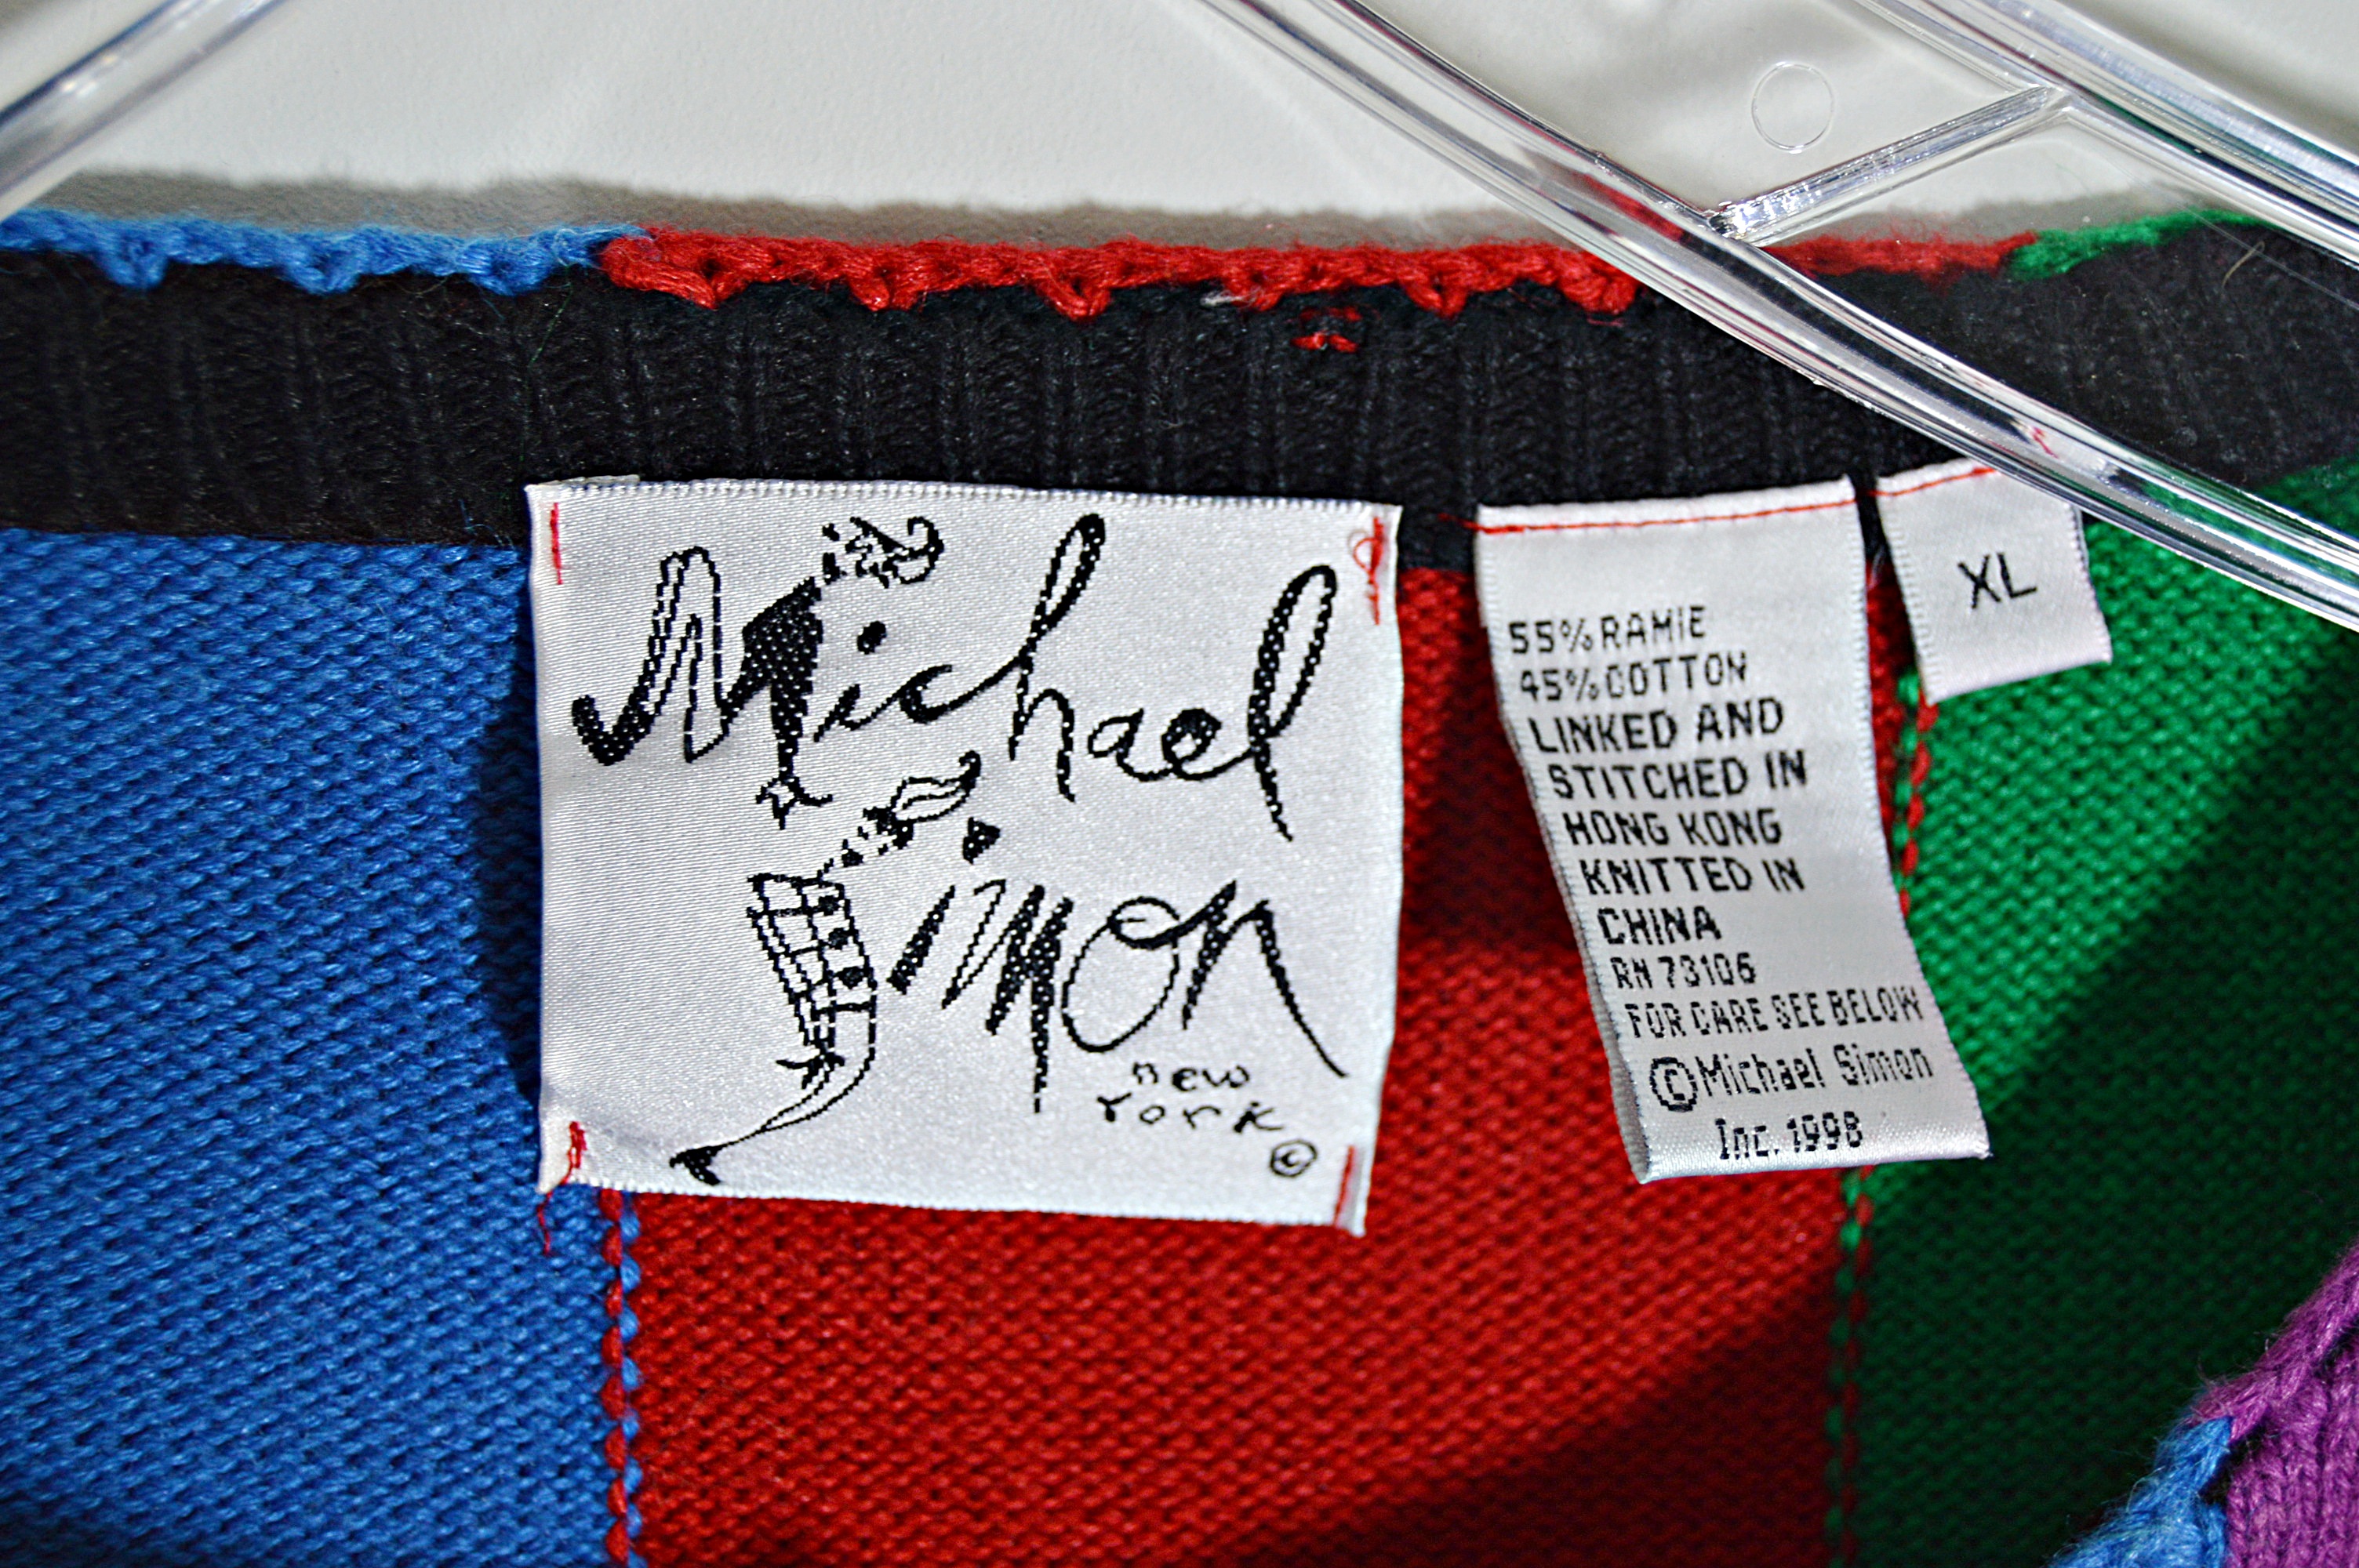 Michael
Simon
new
York
©
55% RAMIE
45% COTTON
LINKED AND
STITCHED IN
HONG KONG
KNITTED IN
CHINA
RN 73106
FOR CARE SEE BELOW
©Michael Simon
Inc. 1998
XL